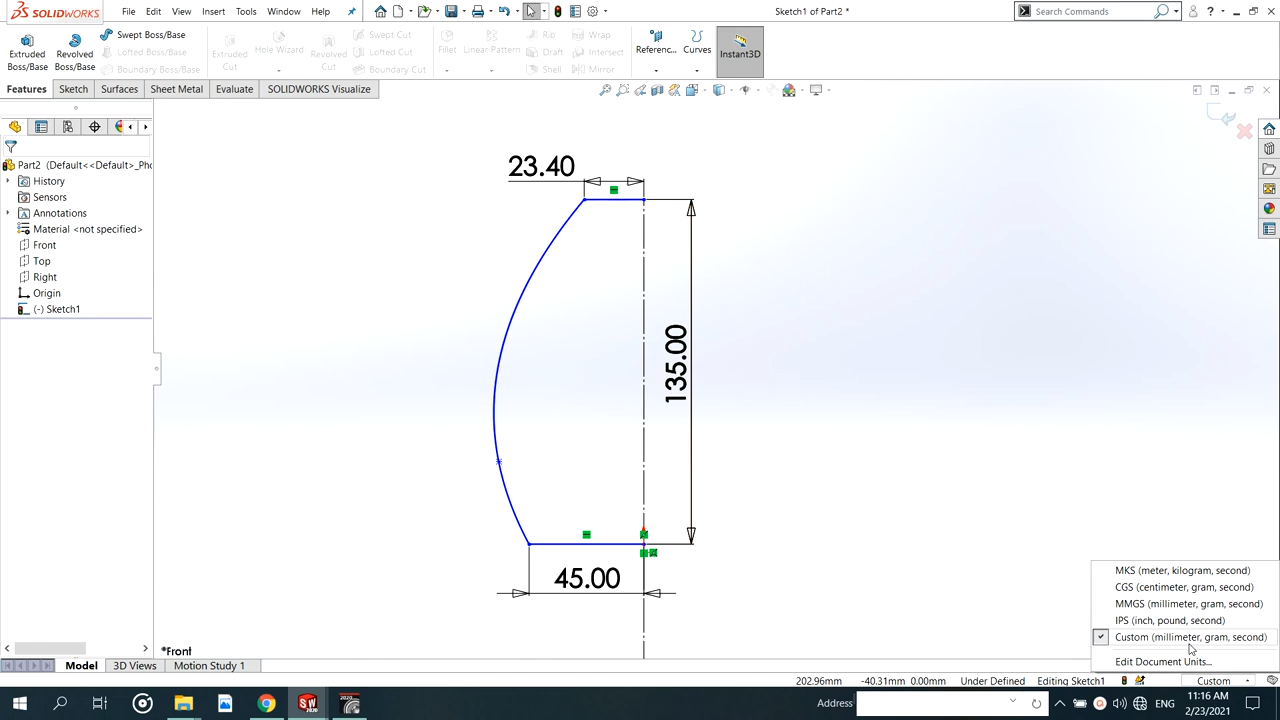 SOLIDWORKS
File
Edit
View
Insert
Tools
Window
Help
Sketch1 of Part2 *
Search Commands
Extruded Boss/Base
Revolved Boss/Base
Swept Boss/Base
Lofted Boss/Base
Boundary Boss/Base
Extruded Cut
Hole Wizard
Revolved Cut
Swept Cut
Lofted Cut
Boundary Cut
Fillet
Linear Pattern
Rib
Draft
Shell
Wrap
Intersect
Mirror
Referenc...
Curves
Instant3D
Features
Sketch
Surfaces
Sheet Metal
Evaluate
SOLIDWORKS Visualize
Part2 (Default<<Default>_Pho
History
Sensors
Annotations
Material <not specified>
Front
Top
Right
Origin
(-) Sketch1
23.40
135.00
45.00
*Front
MKS (meter, kilogram, second)
CGS (centimeter, gram, second)
MMGS (millimeter, gram, second)
IPS (inch, pound, second)
Custom (millimeter, gram, second)
Edit Document Units...
Model
3D Views
Motion Study 1
202.96mm
-40.31mm
0.00mm
Under Defined
Editing Sketch1
Custom
Address
ENG
11:16 AM
2/23/2021